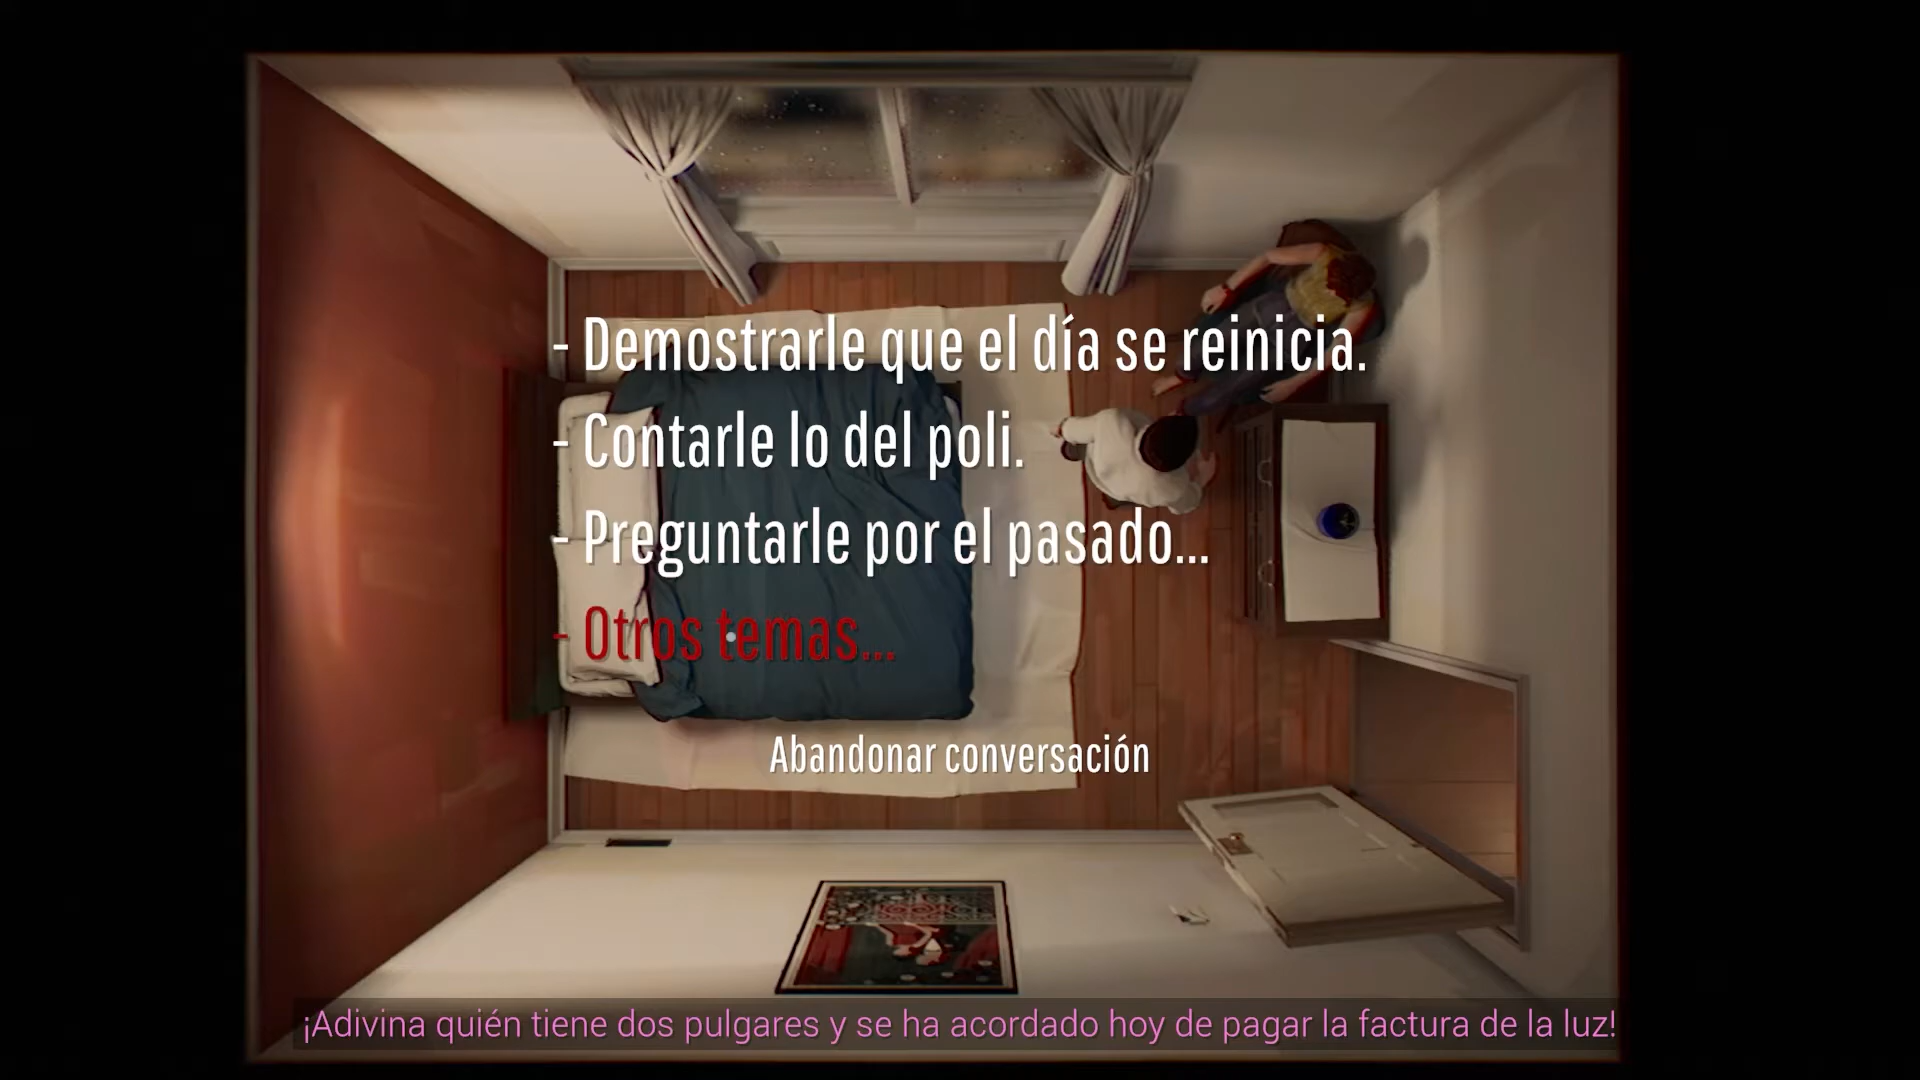 - Demostrarle que el día se reinicia.
- Contarle lo del poli.
- Preguntarle por el pasado...
- Otros temas...
Abandonar conversación
¡Adivina quién tiene dos pulgares y se ha acordado hoy de pagar la factura de la luz!